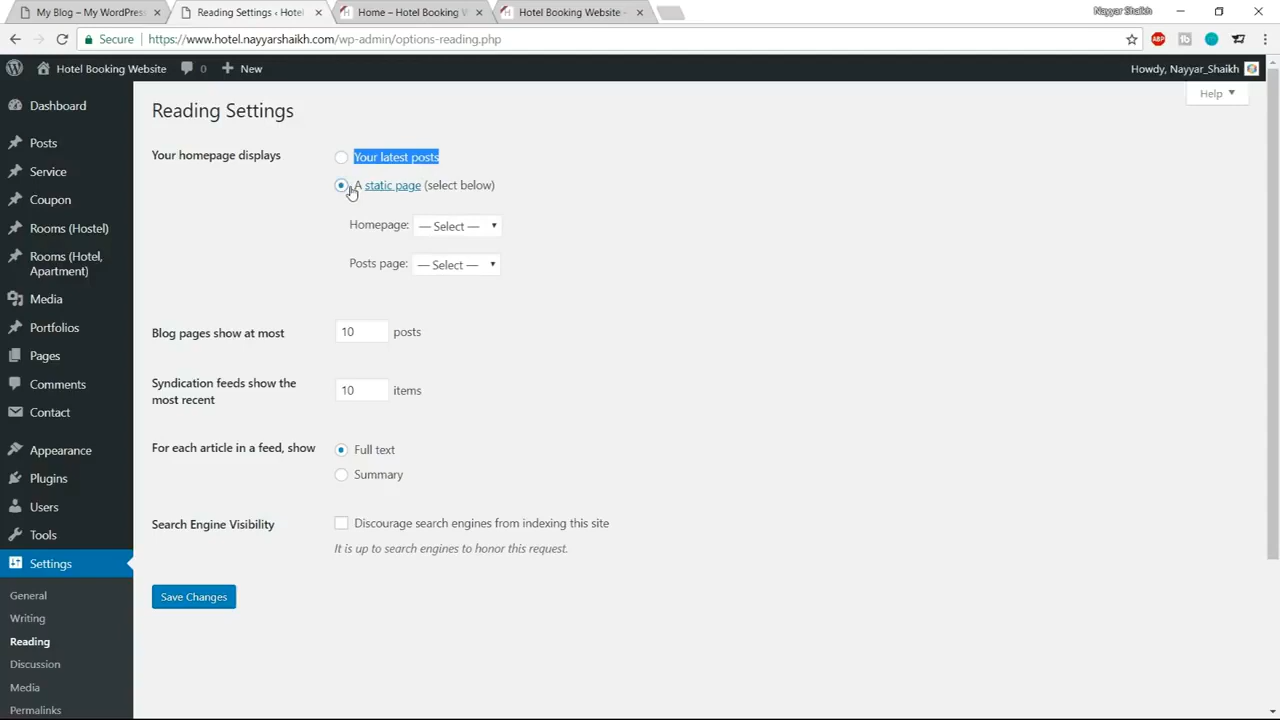 My Blog – My WordPress
Reading Settings ‹ Hotel
Home – Hotel Booking W
Hotel Booking Website –
Nayyar Shaikh
Secure
https://www.hotel.nayyarshaikh.com/wp-admin/options-reading.php
ABP
Hotel Booking Website
0
New
Howdy, Nayyar_Shaikh
Help
Dashboard
Posts
Service
Coupon
Rooms (Hostel)
Rooms (Hotel,
Apartment)
Media
Portfolios
Pages
Comments
Contact
Appearance
Plugins
Users
Tools
Settings
General
Writing
Reading
Discussion
Media
Permalinks
Reading Settings
Your homepage displays
Your latest posts
A static page (select below)
Homepage: — Select —
Posts page: — Select —
Blog pages show at most
10 posts
Syndication feeds show the
most recent
10 items
For each article in a feed, show
Full text
Summary
Search Engine Visibility
Discourage search engines from indexing this site
It is up to search engines to honor this request.
Save Changes